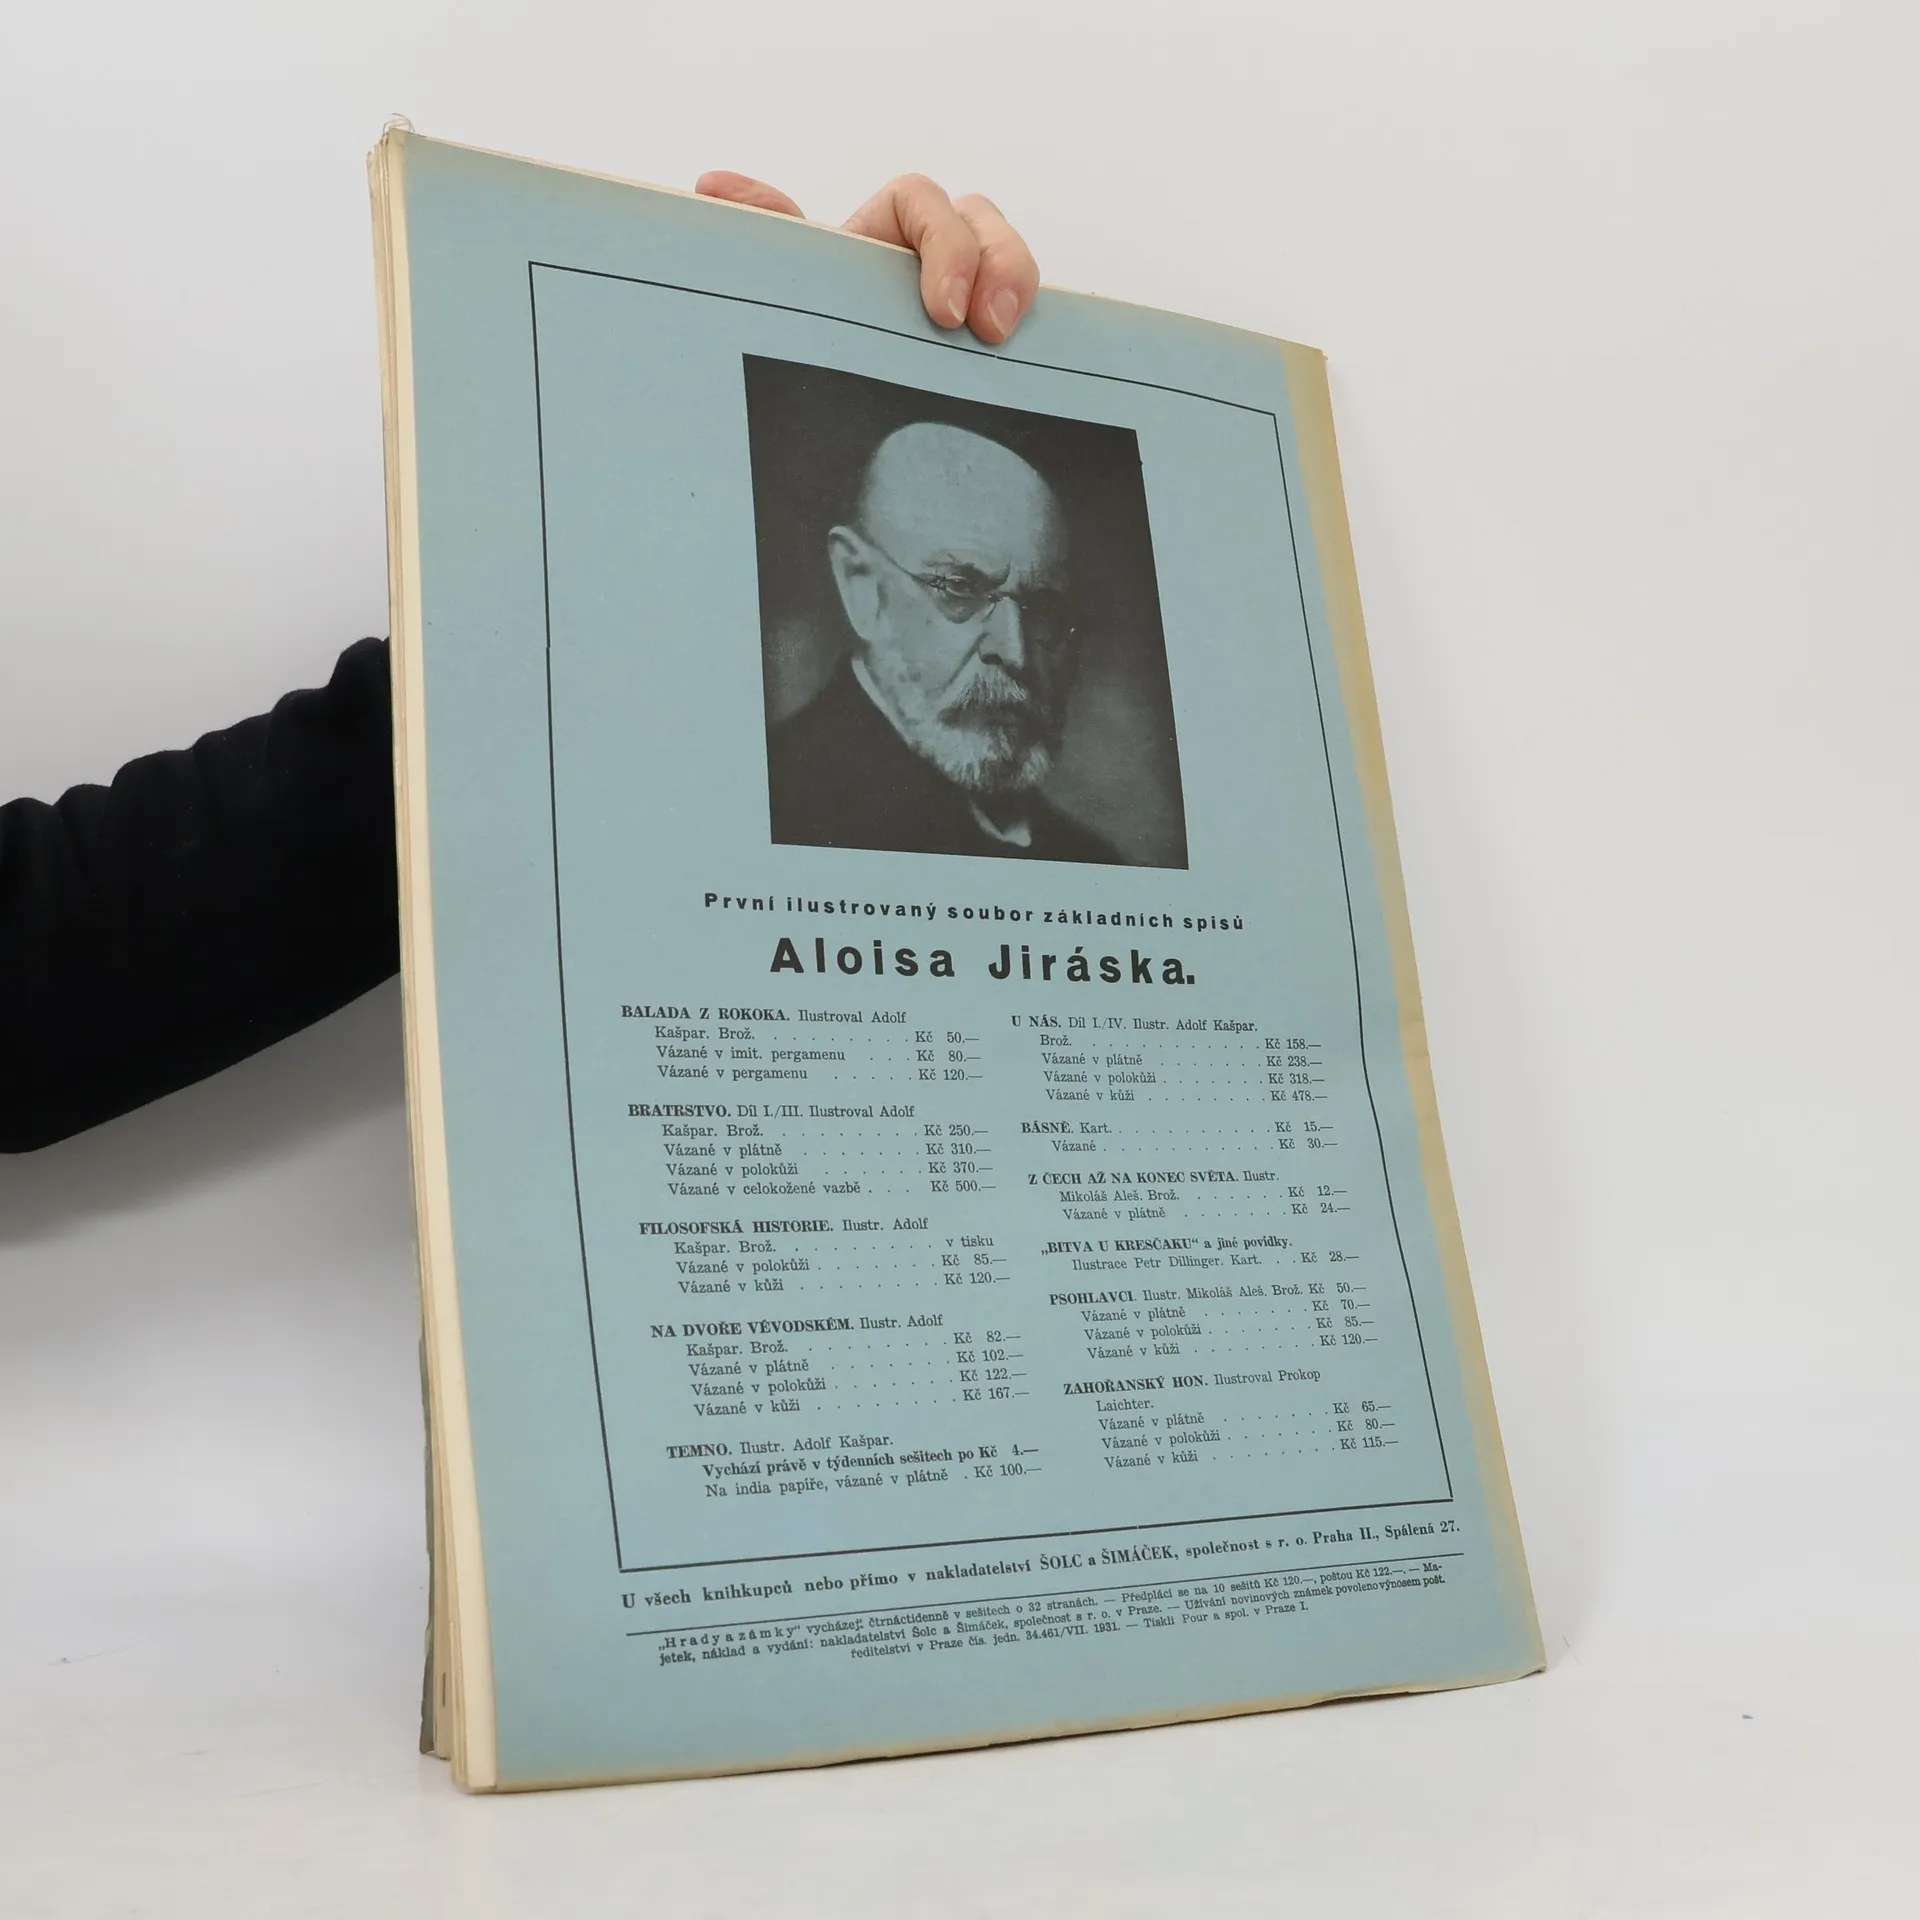 První ilustrovaný soubor základních spisů
Aloisa Jiráska.
BALADA Z ROKOKA. Ilustroval Adolf
Kašpar. Brož. . . . . . . . . Kč 50.—
Vázané v imit. pergamenu . . . Kč 80.—
Vázané v pergamenu . . . . . Kč 120.—
BRATRSTVO. Díl I./III. Ilustroval Adolf
Kašpar. Brož. . . . . . . . . Kč 250.—
Vázané v plátně . . . . . . . Kč 310.—
Vázané v polokůži . . . . . . Kč 370.—
Vázané v celokožené vazbě . . . Kč 500.—
FILOSOFSKÁ HISTORIE. Ilustr. Adolf
Kašpar. Brož. . . . . . . . . v tisku
Vázané v polokůži . . . . . . . Kč 85.—
Vázané v kůži . . . . . . . . Kč 120.—
NA DVOŘE VÉVODSKÉM. Ilustr. Adolf
Kašpar. Brož. . . . . . . . . Kč 82.—
Vázané v plátně . . . . . . . Kč 102.—
Vázané v polokůži . . . . . . . Kč 122.—
Vázané v kůži . . . . . . . . Kč 167.—
TEMNO. Ilustr. Adolf Kašpar.
Vychází právě v týdenních sešitech po Kč 4.—
Na india papíře, vázané v plátně . Kč 100.—
U NÁS. Díl I./IV. Ilustr. Adolf Kašpar.
Brož. . . . . . . . . . . . Kč 158.—
Vázané v plátně . . . . . . . Kč 238.—
Vázané v polokůži . . . . . . . Kč 318.—
Vázané v kůži . . . . . . . . Kč 478.—
BÁSNĚ. Kart. . . . . . . . . . . Kč 15.—
Vázané . . . . . . . . . . . Kč 30.—
Z ČECH AŽ NA KONEC SVĚTA. Ilustr.
Mikoláš Aleš. Brož. . . . . . . Kč 12.—
Vázané v plátně . . . . . . . Kč 24.—
„BITVA U KRESČAKU“ a jiné povídky.
Ilustrace Petr Dillinger. Kart. . . Kč 28.—
PSOHLAVCI. Ilustr. Mikoláš Aleš. Brož. Kč 50.—
Vázané v plátně . . . . . . . Kč 70.—
Vázané v polokůži . . . . . . . Kč 85.—
Vázané v kůži . . . . . . . . Kč 120.—
ZAHOŘANSKÝ HON. Ilustroval Prokop
Laichter.
Vázané v plátně . . . . . . . Kč 65.—
Vázané v polokůži . . . . . . . Kč 80.—
Vázané v kůži . . . . . . . . Kč 115.—
U všech knihkupců nebo přímo v nakladatelství ŠOLC a ŠIMÁČEK, společnost s r. o. Praha II., Spálená 27.
„Hrady a zámky“ vycházejí čtrnáctidenně v sešitech o 32 stranách. — Předplácí se na 10 sešitů Kč 120.—, poštou Kč 122.—. — Ma-
jetek, náklad a vydání: nakladatelství Šolc a Šimáček, společnost s r. o. v Praze. — Užívání novinových známek povoleno výnosem pošt.
ředitelství v Praze čís. jedn. 34.461/VII. 1931. — Tiskli Pour a spol. v Praze I.